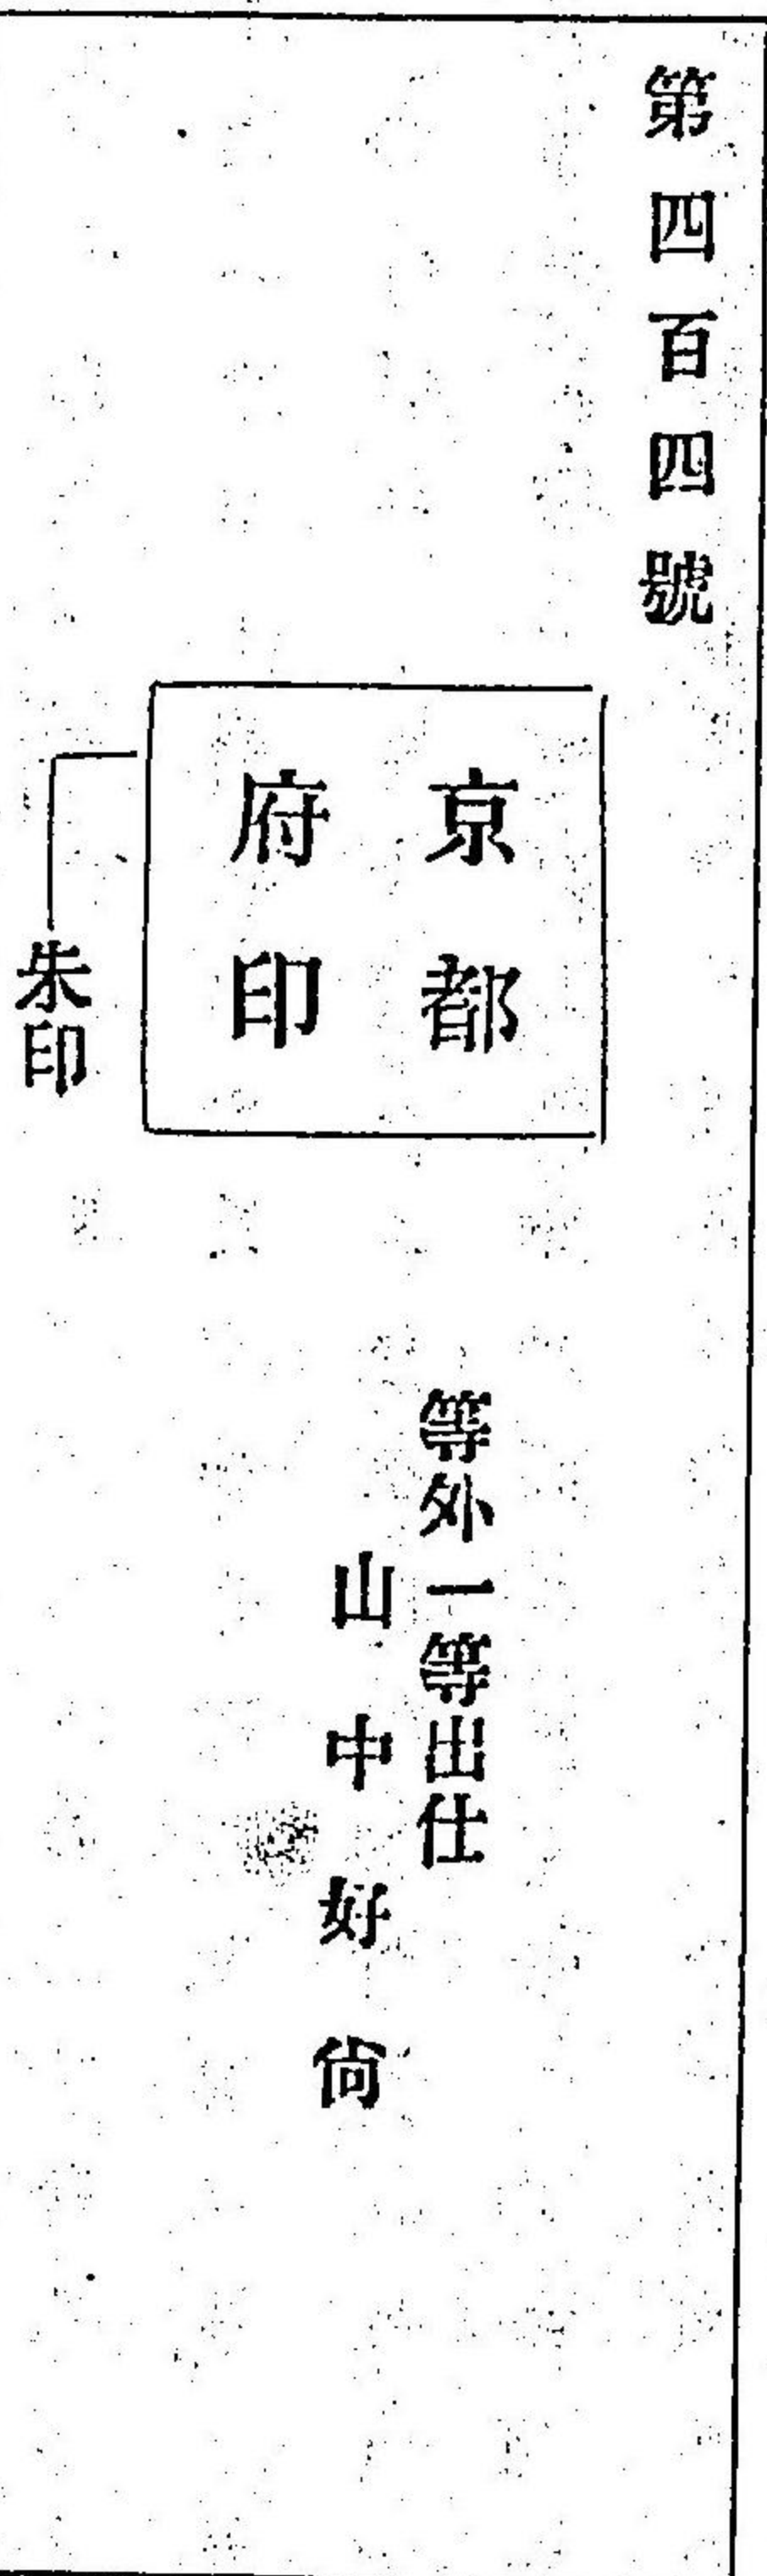 第四百四號
京都
府印
朱印
等外一等出仕
山中好尙